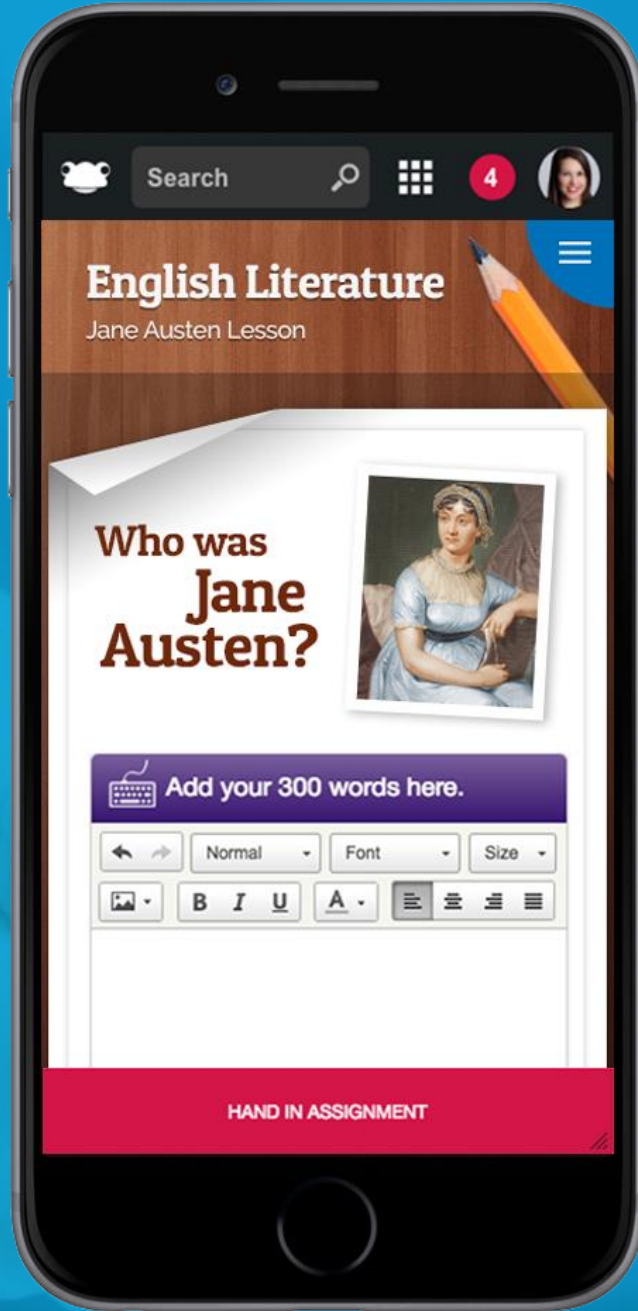 Search
4
English Literature
Jane Austen Lesson
Who was
Jane
Austen?
Add your 300 words here.
Normal Font Size
B I U A
HAND IN ASSIGNMENT